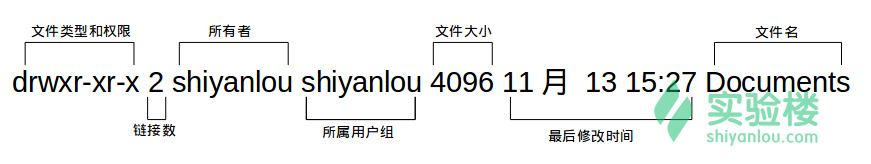 文件类型和权限 所有者 文件大小 文件名
drwxr-xr-x 2 shiyanlou shiyanlou 4096 11 月 13 15:27 Documents
链接数 所属用户组 最后修改时间
实验楼
shiyanlou.com